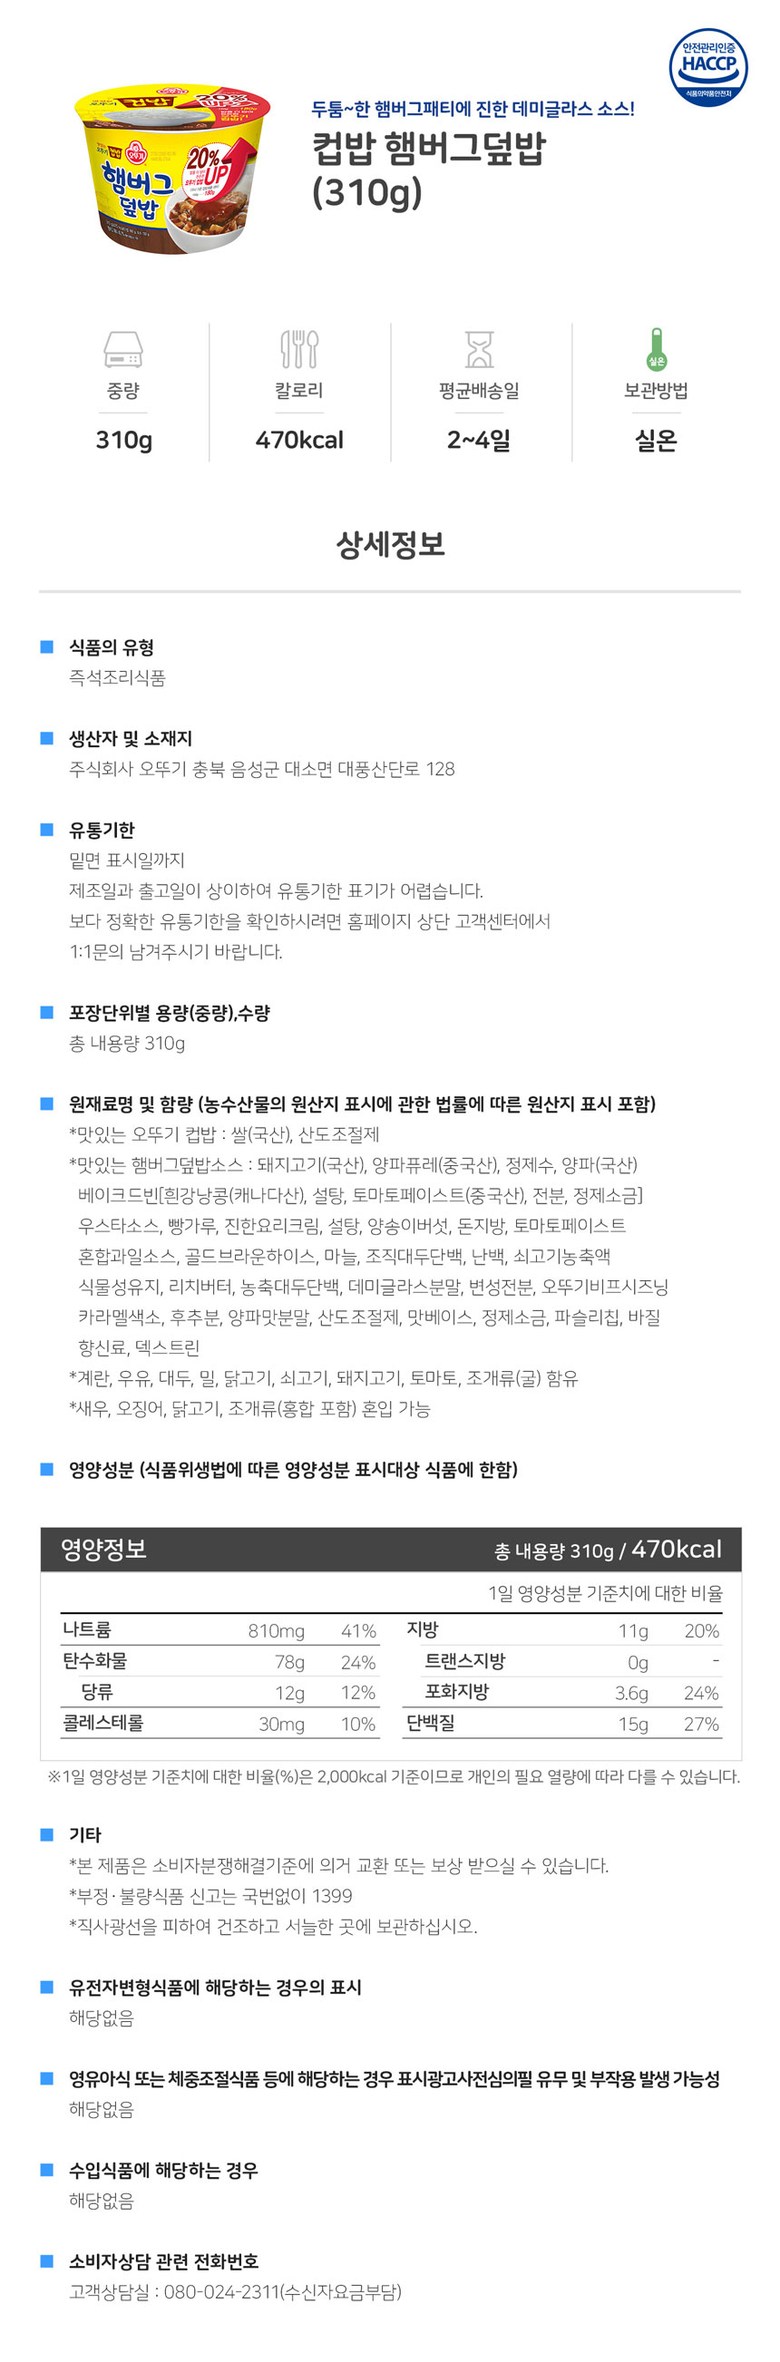 안전관리인증
HACCP
식품의약품안전처
두툼~한 햄버그패티에 진한 데미글라스 소스!
컵밥 햄버그덮밥
(310g)
컵밥
20%
UP
오뚜기
컵밥
오뚜기
햄버그
덮밥
20%
UP
중량
칼로리
평균배송일
실온
보관방법
310g
470kcal
2~4일
실온
상세정보
식품의 유형
즉석조리식품
생산자 및 소재지
주식회사 오뚜기 충북 음성군 대소면 대풍산단로 128
유통기한
밑면 표시일까지
제조일과 출고일이 상이하여 유통기한 표기가 어렵습니다.
보다 정확한 유통기한을 확인하시려면 홈페이지 상단 고객센터에서
1:1문의 남겨주시기 바랍니다.
포장단위별 용량(중량),수량
총 내용량 310g
원재료명 및 함량 (농수산물의 원산지 표시에 관한 법률에 따른 원산지 표시 포함)
*맛있는 오뚜기 컵밥 : 쌀(국산), 산도조절제
*맛있는 햄버그덮밥소스 : 돼지고기(국산), 양파퓨레(중국산), 정제수, 양파(국산)
베이크드빈[흰강낭콩(캐나다산), 설탕, 토마토페이스트(중국산), 전분, 정제소금]
우스타소스, 빵가루, 진한요리크림, 설탕, 양송이버섯, 돈지방, 토마토페이스트
혼합과일소스, 골드브라운하이스, 마늘, 조직대두단백, 난백, 쇠고기농축액
식물성유지, 리치버터, 농축대두단백, 데미글라스분말, 변성전분, 오뚜기비프시즈닝
카라멜색소, 후추분, 양파맛분말, 산도조절제, 맛베이스, 정제소금, 파슬리칩, 바질
향신료, 덱스트린
*계란, 우유, 대두, 밀, 닭고기, 쇠고기, 돼지고기, 토마토, 조개류(굴) 함유
*새우, 오징어, 닭고기, 조개류(홍합 포함) 혼입 가능
영양성분 (식품위생법에 따른 영양성분 표시대상 식품에 한함)
영양정보 총 내용량 310g / 470kcal
1일 영양성분 기준치에 대한 비율
나트륨 810mg 41% 지방 11g 20%
탄수화물 78g 24% 트랜스지방 0g -
당류 12g 12% 포화지방 3.6g 24%
콜레스테롤 30mg 10% 단백질 15g 27%
※1일 영양성분 기준치에 대한 비율(%)은 2,000kcal 기준이므로 개인의 필요 열량에 따라 다를 수 있습니다.
기타
*본 제품은 소비자분쟁해결기준에 의거 교환 또는 보상 받으실 수 있습니다.
*부정·불량식품 신고는 국번없이 1399
*직사광선을 피하여 건조하고 서늘한 곳에 보관하십시오.
유전자변형식품에 해당하는 경우의 표시
해당없음
영유아식 또는 체중조절식품 등에 해당하는 경우 표시광고사전심의필 유무 및 부작용 발생 가능성
해당없음
수입식품에 해당하는 경우
해당없음
소비자상담 관련 전화번호
고객상담실 : 080-024-2311(수신자요금부담)